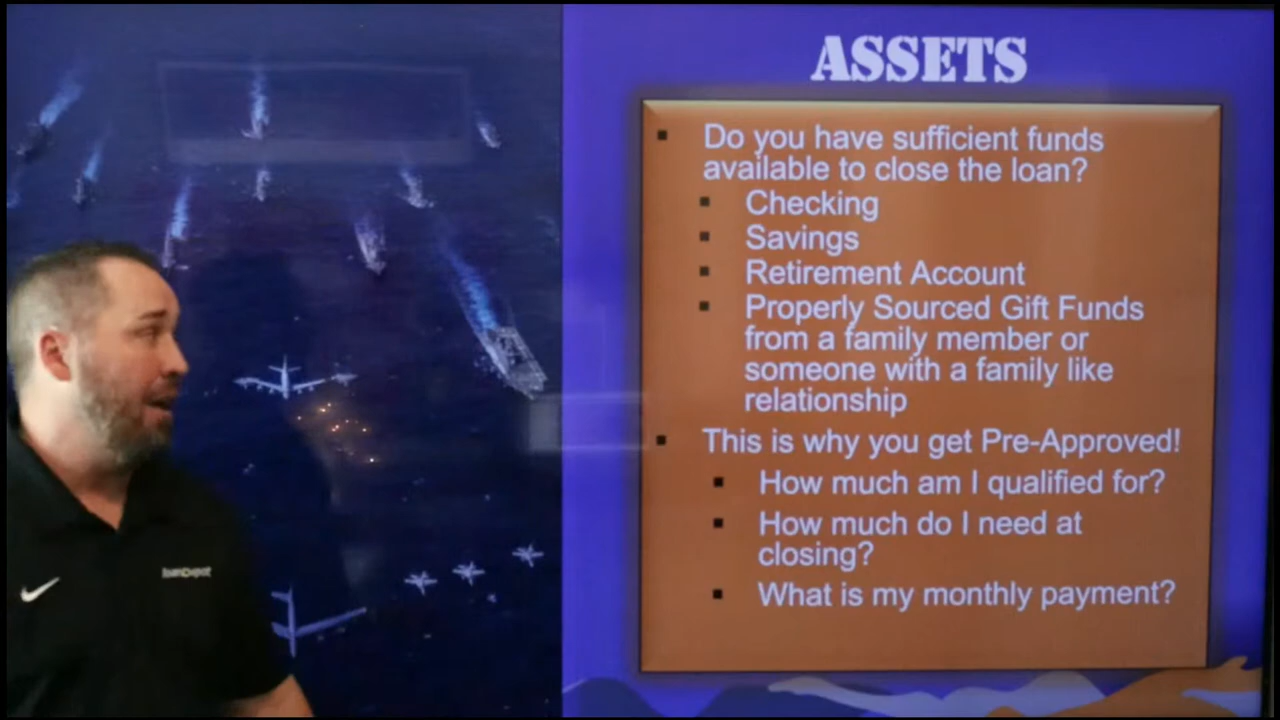 ASSETS
Do you have sufficient funds
available to close the loan?
Checking
Savings
Retirement Account
Properly Sourced Gift Funds
from a family member or
someone with a family like
relationship
This is why you get Pre-Approved!
How much am I qualified for?
How much do I need at
closing?
What is my monthly payment?
loanDepot